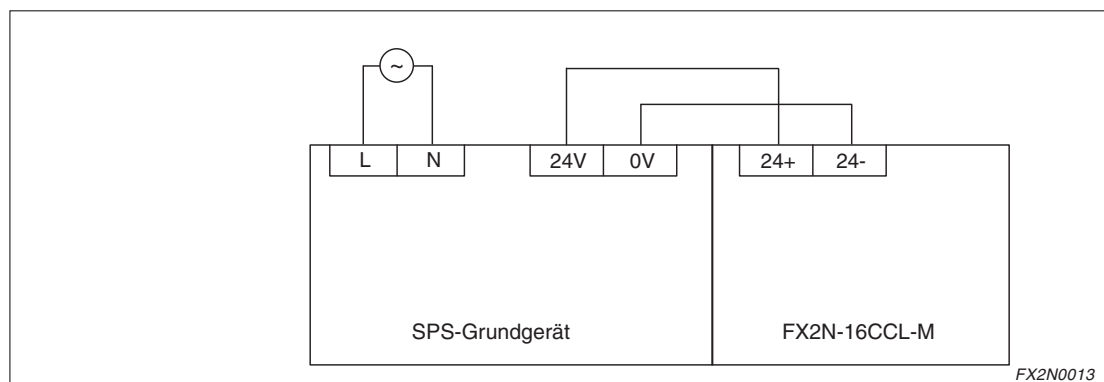 ~
L N 24V 0V 24+ 24-
SPS-Grundgerät FX2N-16CCL-M
FX2N0013